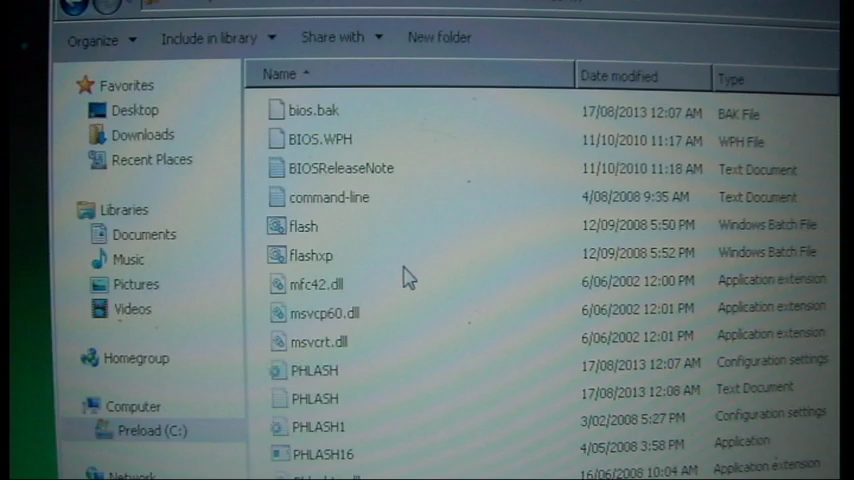 Organize Include in library Share with New folder
Name Date modified Type
Favorites
Desktop
Downloads
Recent Places
Libraries
Documents
Music
Pictures
Videos
Homegroup
Computer
Preload (C:)
Network
bios.bak 17/08/2013 12:07 AM BAK File
BIOS.WPH 11/10/2010 11:17 AM WPH File
BIOSReleaseNote 11/10/2010 11:18 AM Text Document
command-line 4/08/2008 9:35 AM Text Document
flash 12/09/2008 5:50 PM Windows Batch File
flashxp 12/09/2008 5:52 PM Windows Batch File
mfc42.dll 6/06/2002 12:00 PM Application extension
msvcp60.dll 6/06/2002 12:01 PM Application extension
msvcrt.dll 6/06/2002 12:01 PM Application extension
PHLASH 17/08/2013 12:07 AM Configuration settings
PHLASH 17/08/2013 12:08 AM Text Document
PHLASH1 3/02/2008 5:27 PM Configuration settings
PHLASH16 4/05/2008 3:58 PM Application
16/06/2008 10:04 AM Application extension